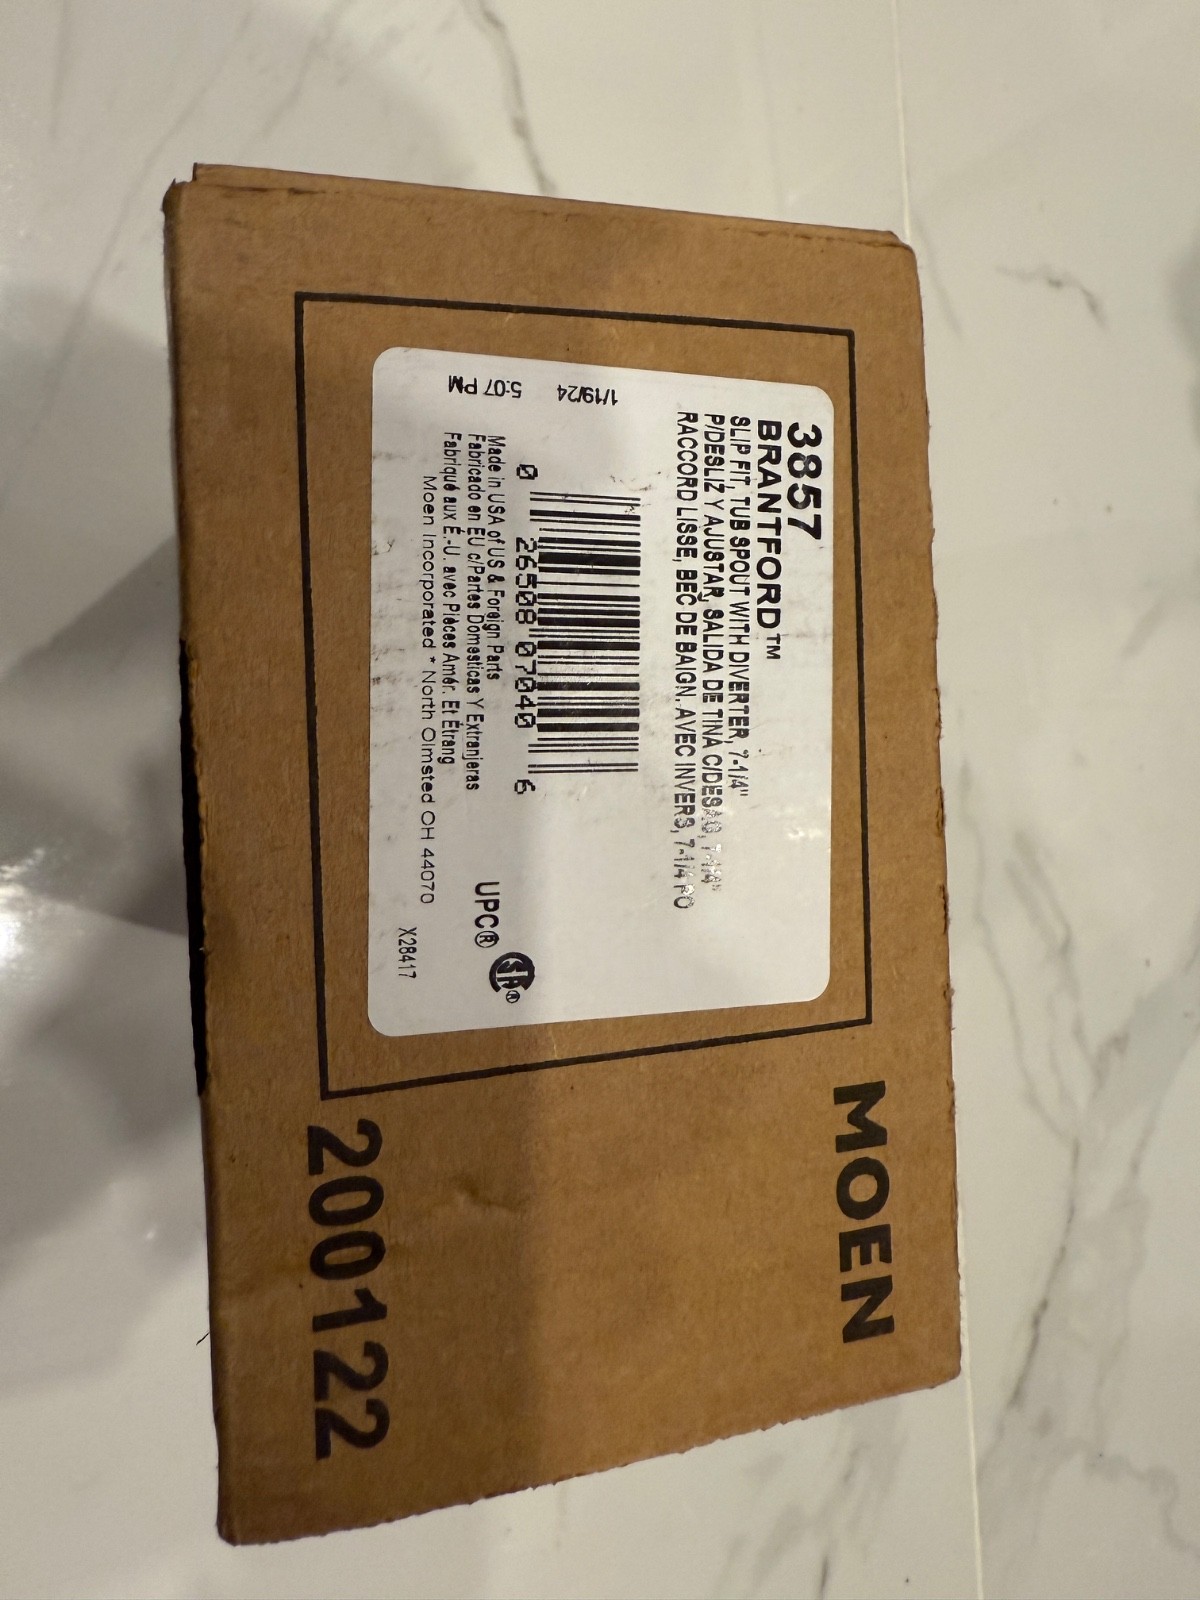 3857
BRANTFORD™
SLIP FIT, TUB SPOUT WITH DIVERTER, 7-1/4"
P/DESLIZ Y AJUSTAR, SALIDA DE TINA C/DESAG, 7-1/4"
RACCORD LISSE, BEC DE BAIGN. AVEC INVERS, 7-1/4 PO
1/19/24 5:07 PM
0 26508 07040 6
Made in USA of US & Foreign Parts
Fabricado en EU c/Partes Domesticas Y Extranjeras
Fabriqué aux É.-U. avec Pièces Amér. Et Étrang
Moen Incorporated * North Olmsted OH 44070
UPC®
SA®
X28417
MOEN
200122